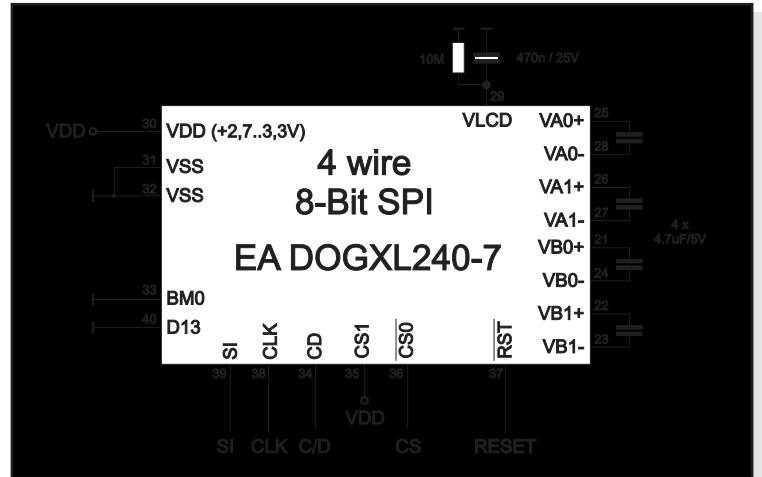 10M
470n / 25V
29
VLCD
VDD
30
VDD (+2,7..3,3V)
31
VSS
32
VSS
4 wire
8-Bit SPI
EA DOGXL240-7
VA0+
25
VA0-
28
VA1+
26
VA1-
27
VB0+
21
VB0-
24
VB1+
22
VB1-
23
4 x
4.7uF/5V
33
BM0
40
D13
SI
CLK
CD
CS1
CS0
RST
39
38
34
35
36
37
VDD
SI
CLK
C/D
CS
RESET